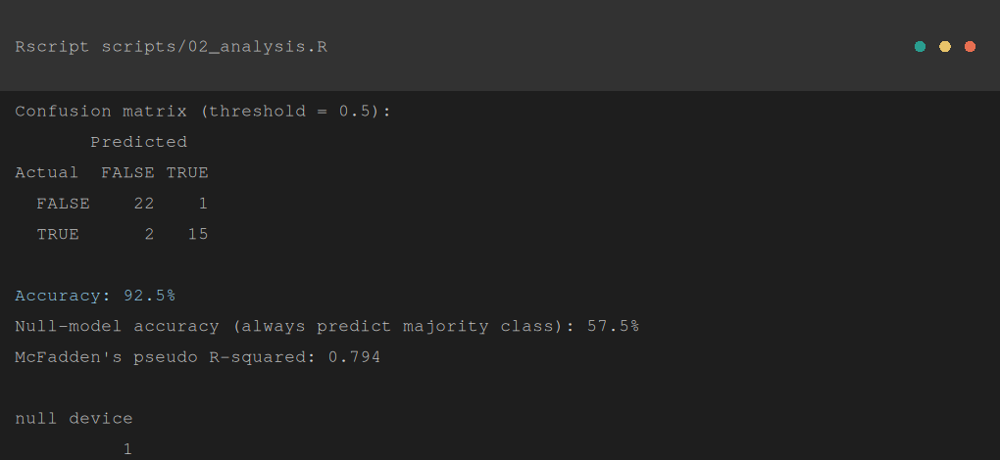 Rscript scripts/02_analysis.R
Confusion matrix (threshold = 0.5):
       Predicted
Actual  FALSE TRUE
  FALSE    22    1
  TRUE      2   15
Accuracy: 92.5%
Null-model accuracy (always predict majority class): 57.5%
McFadden's pseudo R-squared: 0.794
null device
          1